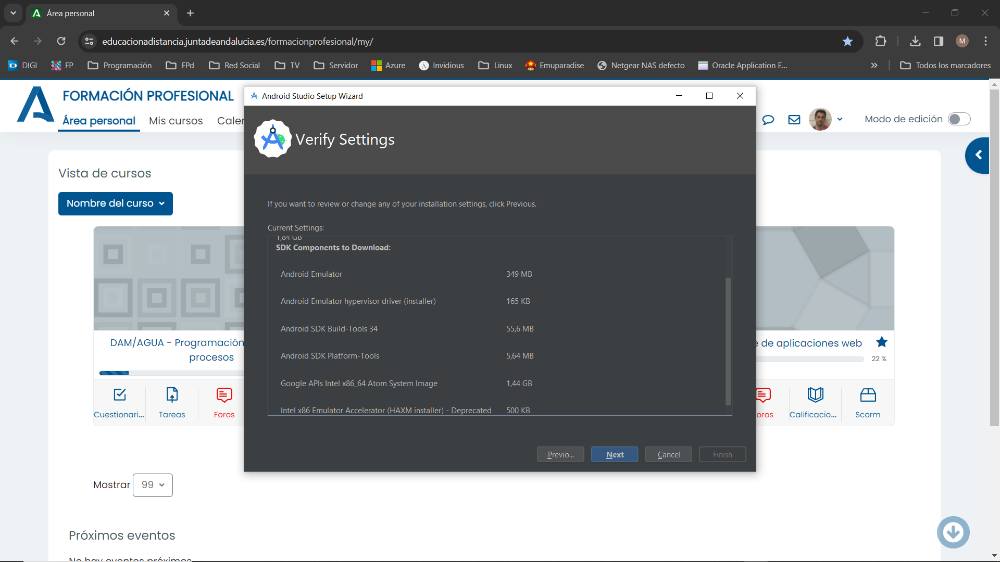 Área personal
educacionadistancia.juntadeandalucia.es/formacionprofesional/my/
M
DIGI
FP
Programación
FPd
Red Social
TV
Servidor
Azure
Invidious
Linux
Emuparadise
Netgear NAS defecto
Oracle Application E...
Todos los marcadores
FORMACIÓN PROFESIONAL
Área personal
Mis cursos
Caler
Modo de edición
Android Studio Setup Wizard
Verify Settings
If you want to review or change any of your installation settings, click Previous.
Current Settings:
1,84 GB
SDK Components to Download:
Android Emulator 349 MB
Android Emulator hypervisor driver (installer) 165 KB
Android SDK Build-Tools 34 55,6 MB
Android SDK Platform-Tools 5,64 MB
Google APIs Intel x86_64 Atom System Image 1,44 GB
Intel x86 Emulator Accelerator (HAXM installer) - Deprecated 500 KB
Previo...
Next
Cancel
Finish
Vista de cursos
Nombre del curso
DAM/AGUA - Programación
procesos
Cuestionari...
Tareas
Foros
e de aplicaciones web
22 %
oros
Calificacio...
Scorm
Mostrar 99
Próximos eventos
No hay eventos próximos